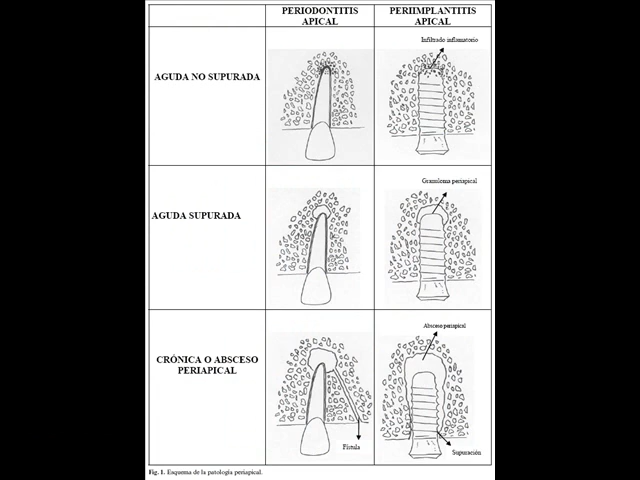 PERIODONTITIS
APICAL
PERIIMPLANTITIS
APICAL
AGUDA NO SUPURADA
Infiltrado inflamatorio
AGUDA SUPURADA
Granuloma periapical
CRÓNICA O ABSCESO
PERIAPICAL
Absceso periapical
Fístula
Supuración
Fig. 1. Esquema de la patología periapical.